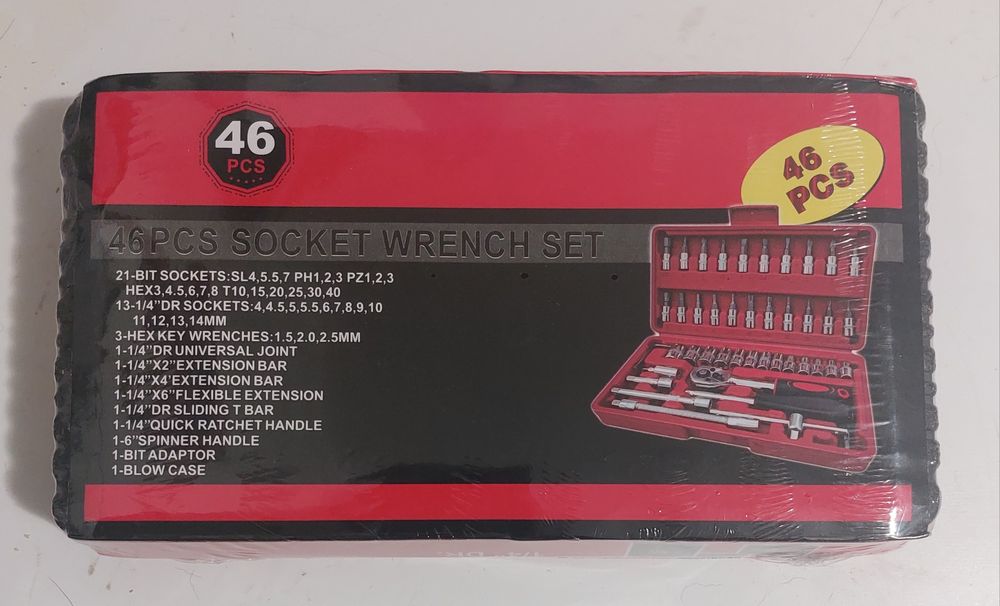 46
PCS
46
PCS
46PCS SOCKET WRENCH SET
21-BIT SOCKETS:SL4,5.5,7 PH1,2,3 PZ1,2,3
HEX3,4.5.6,7,8 T10,15,20,25,30,40
13-1/4”DR SOCKETS:4,4.5,5,5.5,6,7,8,9,10
11,12,13,14MM
3-HEX KEY WRENCHES:1.5,2.0,2.5MM
1-1/4”DR UNIVERSAL JOINT
1-1/4”X2”EXTENSION BAR
1-1/4”X4’EXTENSION BAR
1-1/4”X6”FLEXIBLE EXTENSION
1-1/4”DR SLIDING T BAR
1-1/4”QUICK RATCHET HANDLE
1-6”SPINNER HANDLE
1-BIT ADAPTOR
1-BLOW CASE